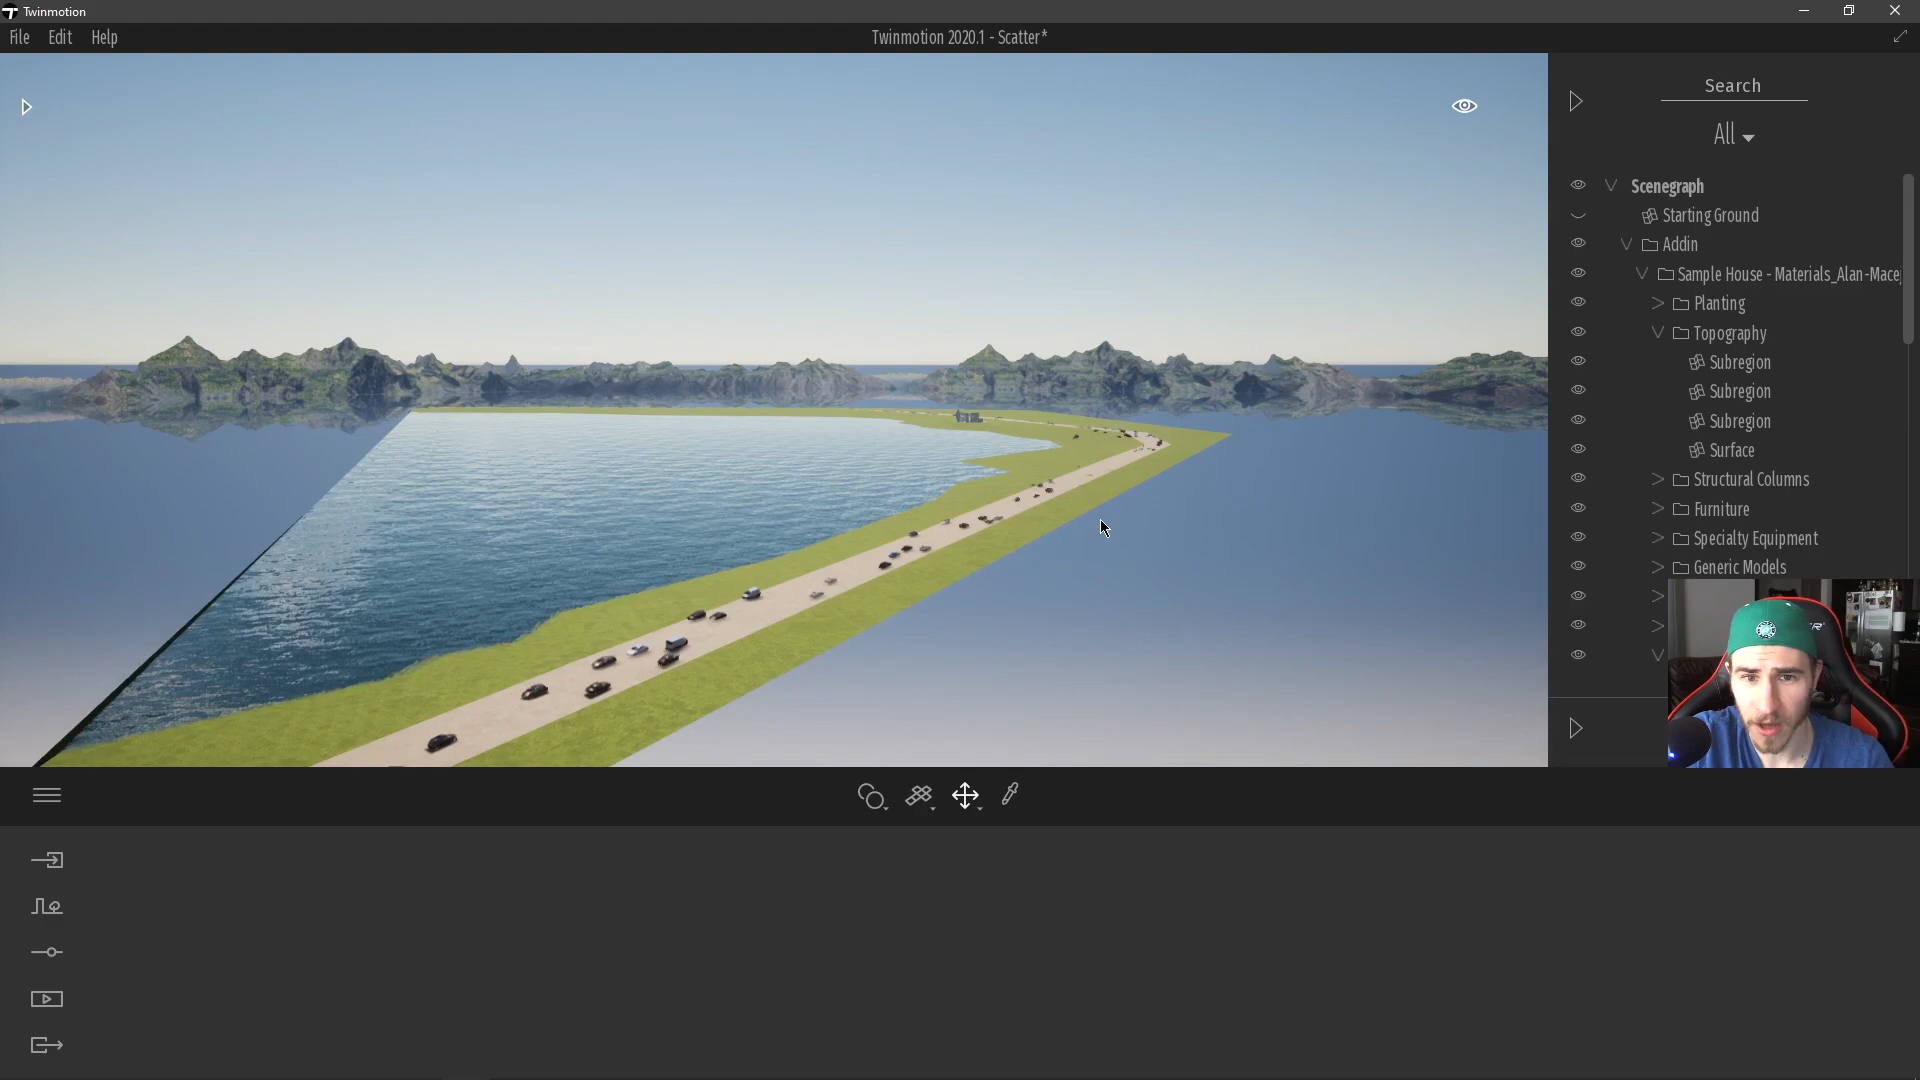 Twinmotion
File Edit Help
Twinmotion 2020.1 - Scatter*
Search
All
Scenegraph
Starting Ground
Addin
Sample House - Materials_Alan-Mace
Planting
Topography
Subregion
Subregion
Subregion
Surface
Structural Columns
Furniture
Specialty Equipment
Generic Models